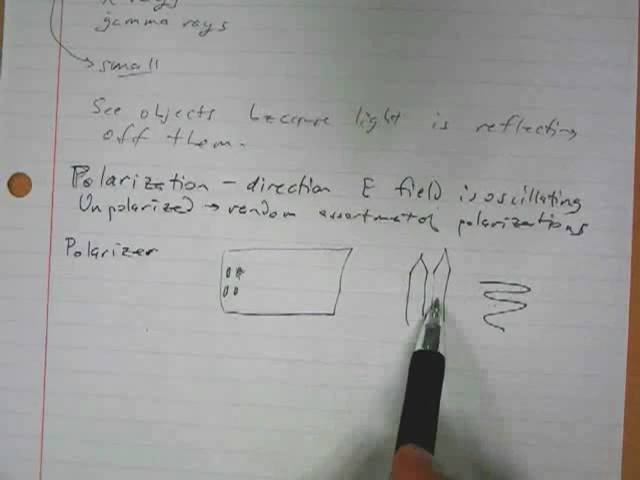 x rays
gamma rays
small
See objects because light is reflecting
off them.
Polarization - direction E field is oscillating
Unpolarized → random assortment of polarizations
Polarizer